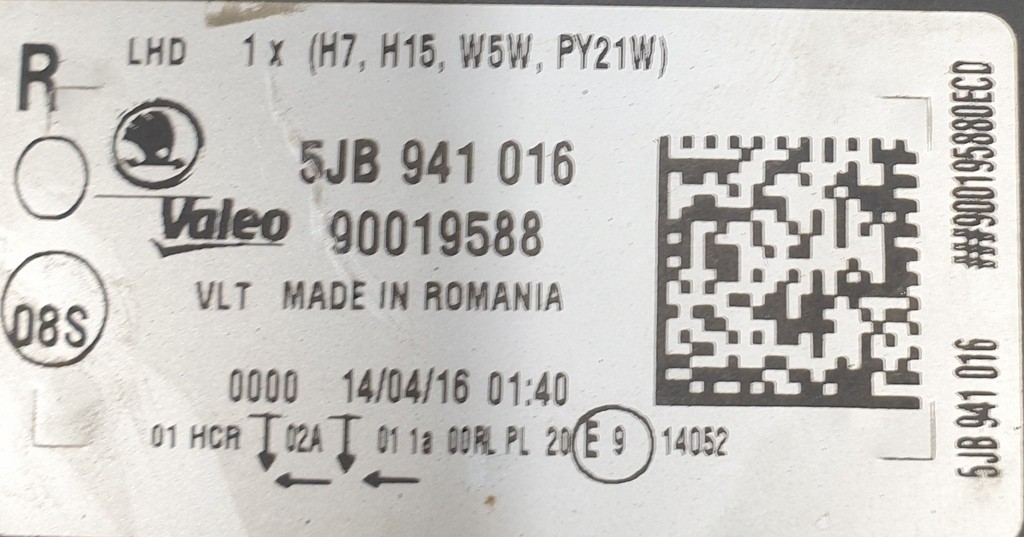 R
LHD 1 x (H7, H15, W5W, PY21W)
5JB 941 016
Valeo 90019588
VLT MADE IN ROMANIA
08S
0000 14/04/16 01:40
01 HCR 02A 01 1a 00RL PL 20 E 9 14052
###90019588OECD
5JB 941 016